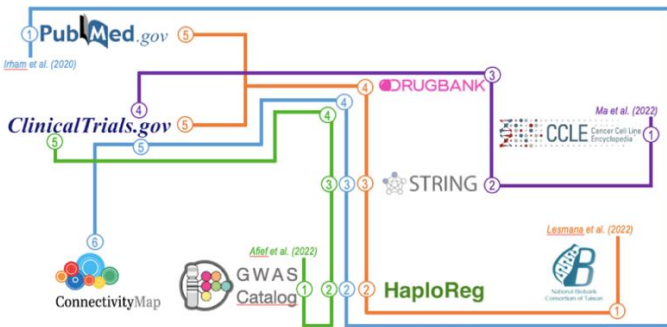 1 PubMed.gov 5
Irham et al. (2020)
3
4 DRUGBANK
4 4
Ma et al. (2022)
ClinicalTrials.gov 5
4
CCLE Cancer Cell Line
Encyclopedia 1
5 5
3 3 3 STRING 2
Lesmana et al. (2022)
6
Afief et al. (2022)
ConnectivityMap
GWAS
Catalog 1 2 2 2 HaploReg
National Biobank
Consortium of Taiwan
1